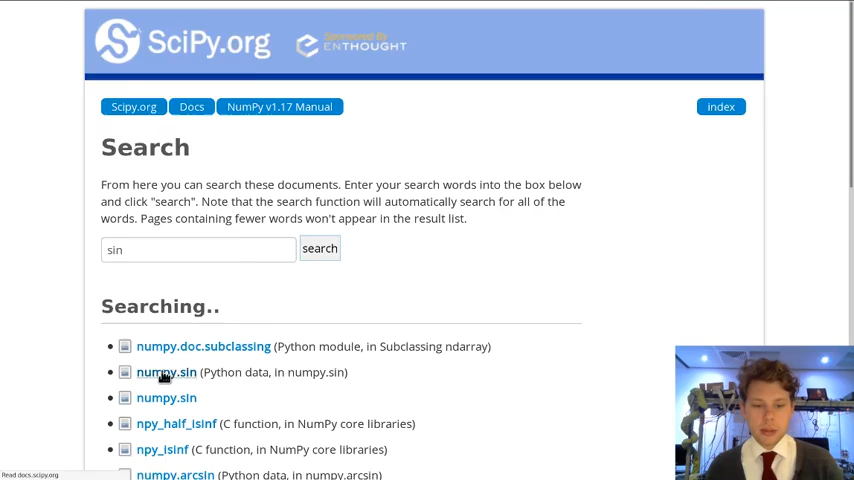 SciPy.org
Sponsored By
ENTHOUGHT
Scipy.org Docs NumPy v1.17 Manual index
Search
From here you can search these documents. Enter your search words into the box below
and click "search". Note that the search function will automatically search for all of the
words. Pages containing fewer words won't appear in the result list.
sin search
Searching..
numpy.doc.subclassing (Python module, in Subclassing ndarray)
numpy.sin (Python data, in numpy.sin)
numpy.sin
npy_half_isinf (C function, in NumPy core libraries)
npy_isinf (C function, in NumPy core libraries)
numpy.arcsin (Python data, in numpy.arcsin)
Read docs.scipy.org